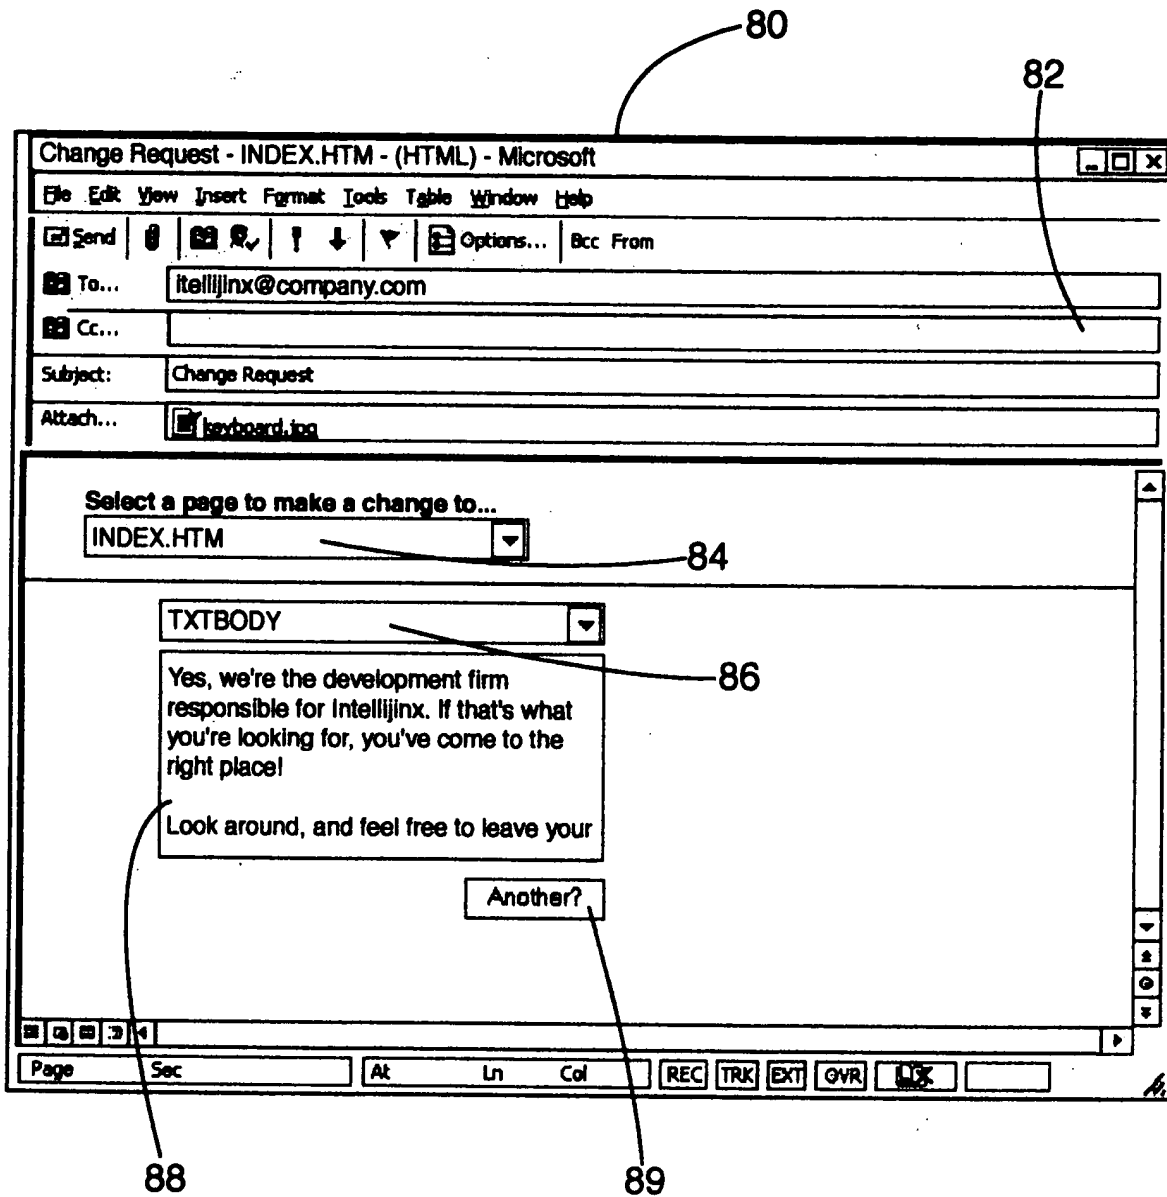 80
82
Change Request - INDEX.HTM - (HTML) - Microsoft
File Edit View Insert Format Tools Table Window Help
Send Options... Bcc From
To... itellijinx@company.com
Cc...
Subject: Change Request
Attach... keyboard.jpg
Select a page to make a change to...
INDEX.HTM
84
TXTBODY
86
Yes, we're the development firm
responsible for Intellijinx. If that's what
you're looking for, you've come to the
right place!
Look around, and feel free to leave your
Another?
Page Sec At Ln Col REC TRK EXT OVR
88
89